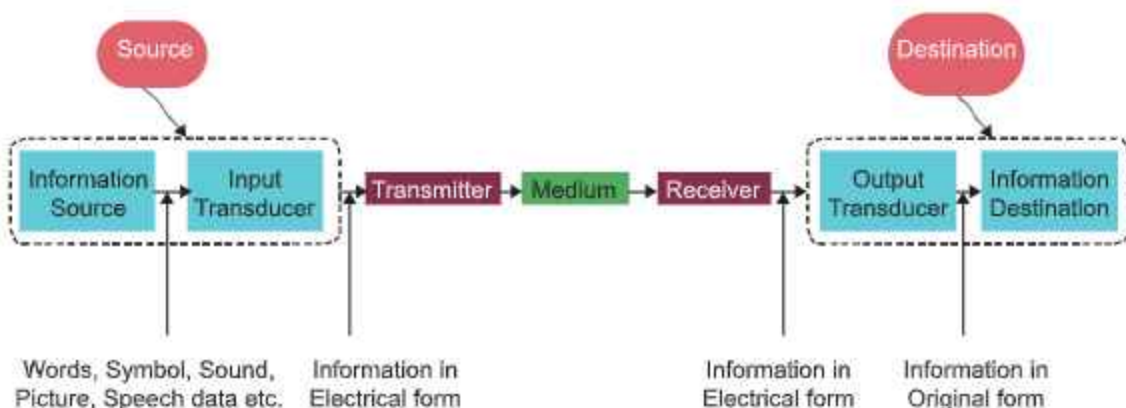 Source
Destination
Information
Source
Input
Transducer
Transmitter
Medium
Receiver
Output
Transducer
Information
Destination
Words, Symbol, Sound,
Picture, Speech data etc.
Information in
Electrical form
Information in
Electrical form
Information in
Original form